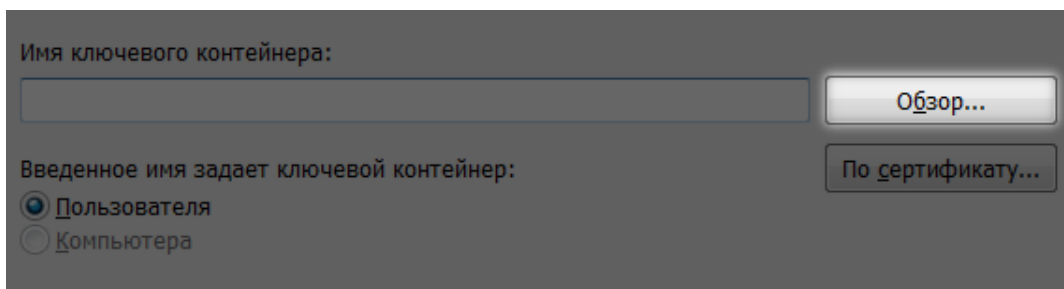 Имя ключевого контейнера:
Обзор...
Введенное имя задает ключевой контейнер:
По сертификату...
Пользователя
Компьютера